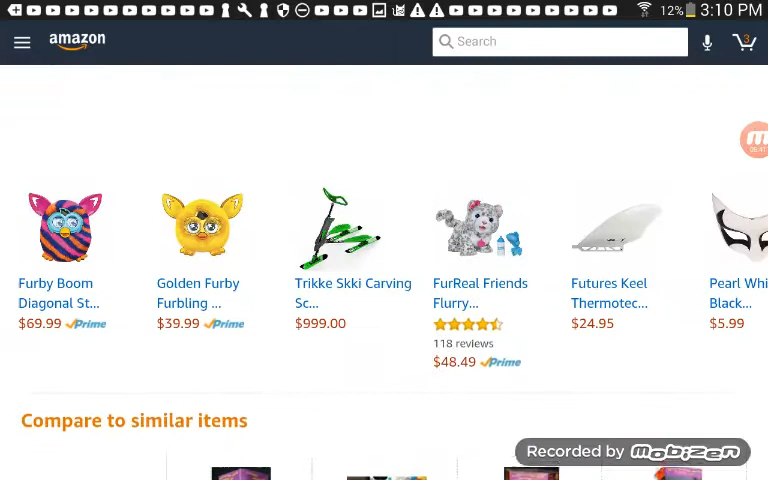 12% 3:10 PM
amazon
Search
3
Furby Boom
Diagonal St...
$69.99 Prime
Golden Furby
Furbling ...
$39.99 Prime
Trikke Skki Carving
Sc...
$999.00
FurReal Friends
Flurry...
118 reviews
$48.49 Prime
Futures Keel
Thermotec...
$24.95
Pearl Whi
Black...
$5.99
Compare to similar items
Recorded by mobizen